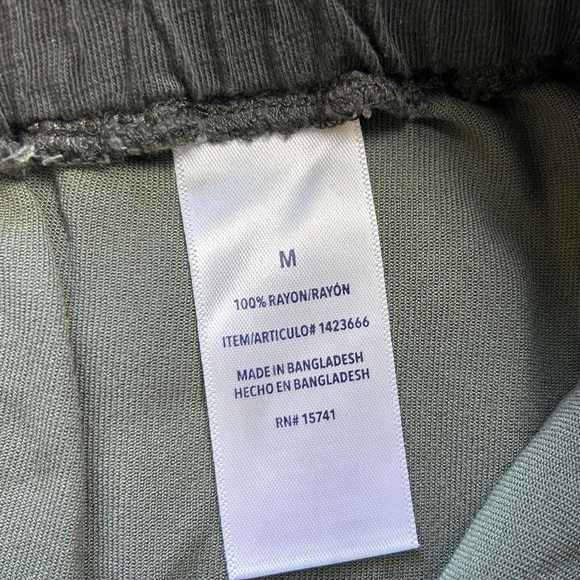 M
100% RAYON/RAYÓN
ITEM/ARTICULO# 1423666
MADE IN BANGLADESH
HECHO EN BANGLADESH
RN# 15741